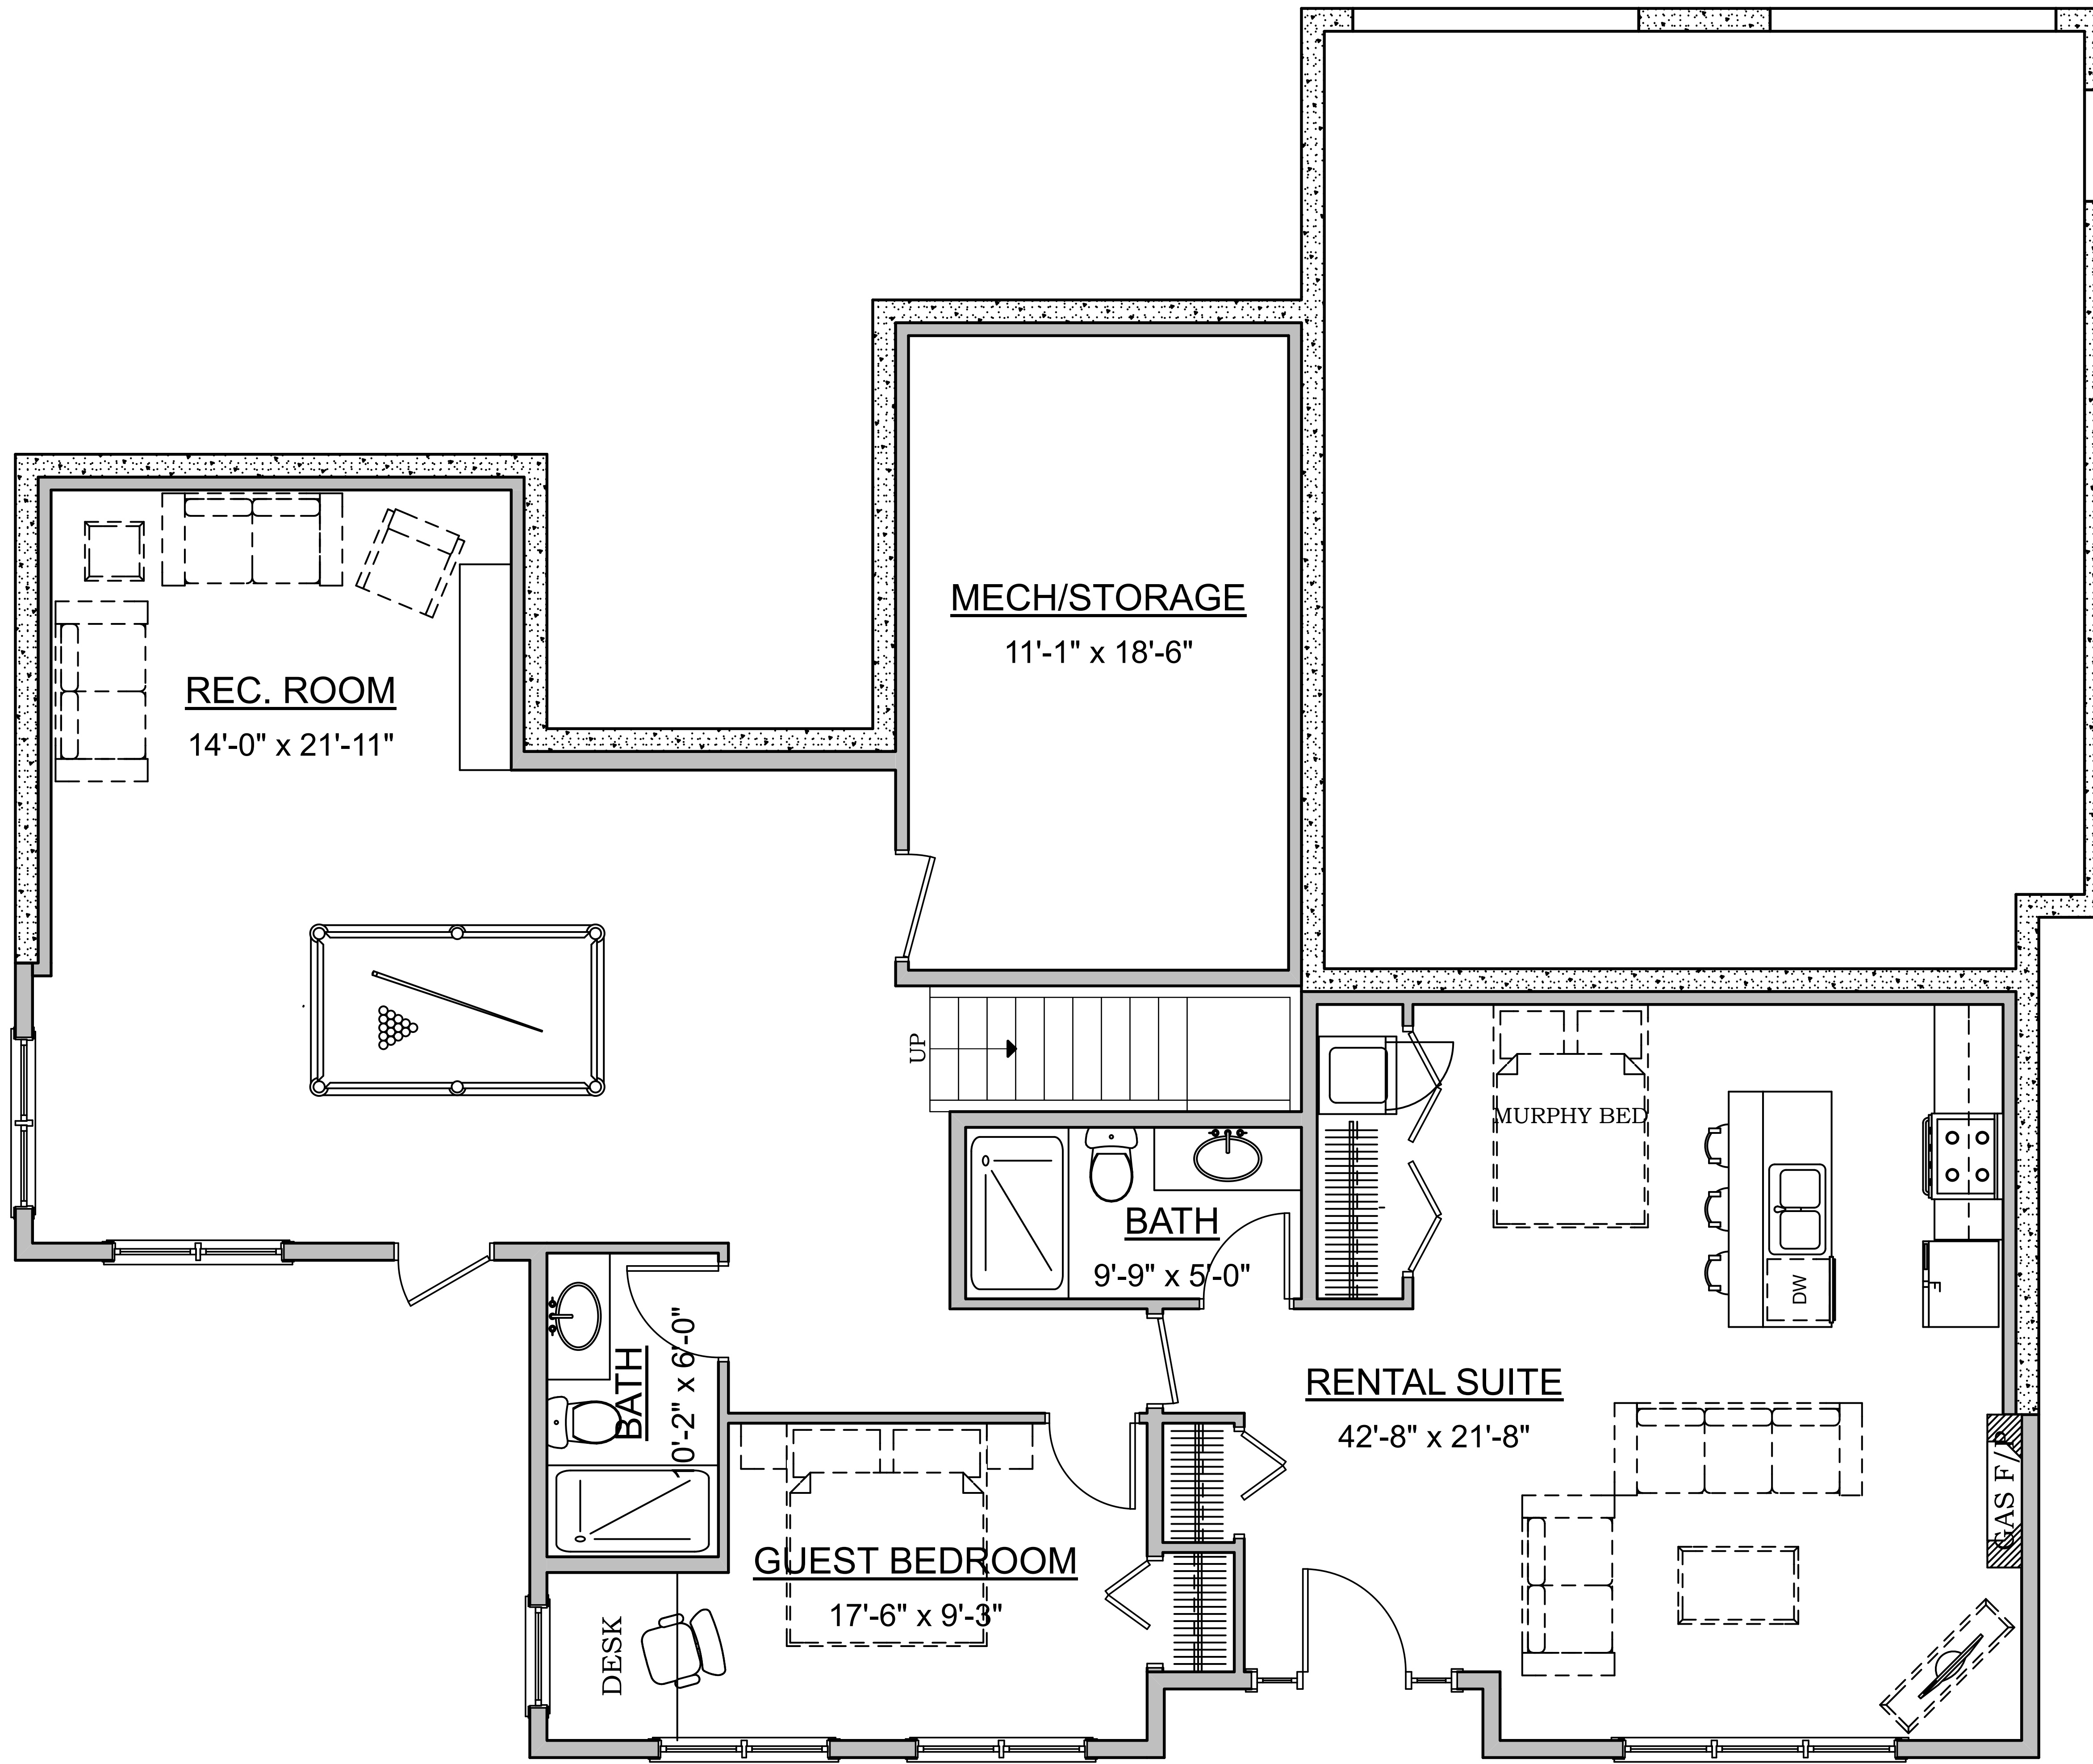 MECH/STORAGE
11'-1" x 18'-6"
REC. ROOM
14'-0" x 21'-11"
UP
MURPHY BED
BATH
9'-9" x 5'-0"
DW
F
BATH
10'-2" x 6'-0"
RENTAL SUITE
42'-8" x 21'-8"
GAS F/P
GUEST BEDROOM
17'-6" x 9'-3"
DESK